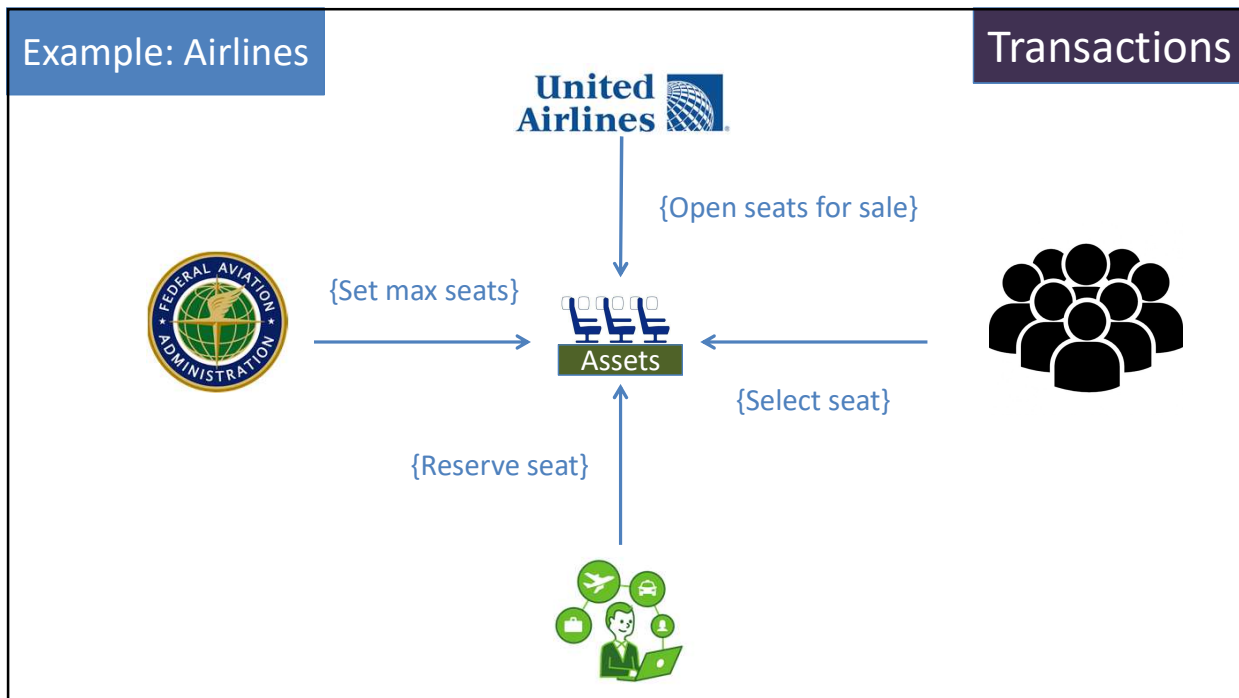 Example: Airlines
Transactions
United
Airlines
{Open seats for sale}
FEDERAL AVIATION
ADMINISTRATION
{Set max seats}
Assets
{Select seat}
{Reserve seat}